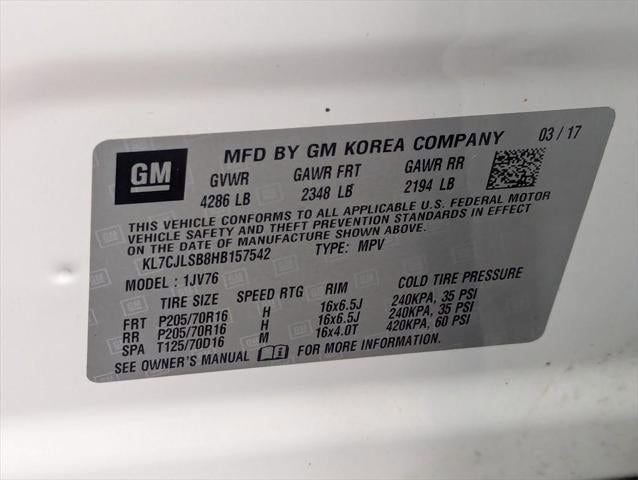 GM
MFD BY GM KOREA COMPANY 03/17
GVWR GAWR FRT GAWR RR
4286 LB 2348 LB 2194 LB
THIS VEHICLE CONFORMS TO ALL APPLICABLE U.S. FEDERAL MOTOR
VEHICLE SAFETY AND THEFT PREVENTION STANDARDS IN EFFECT
ON THE DATE OF MANUFACTURE SHOWN ABOVE.
KL7CJLSB8HB157542 TYPE: MPV
MODEL: 1JV76
TIRE SIZE SPEED RTG RIM COLD TIRE PRESSURE
FRT P205/70R16 H 16x6.5J 240KPA, 35 PSI
RR P205/70R16 H 16x6.5J 240KPA, 35 PSI
SPA T125/70D16 M 16x4.0T 420KPA, 60 PSI
SEE OWNER'S MANUAL FOR MORE INFORMATION.